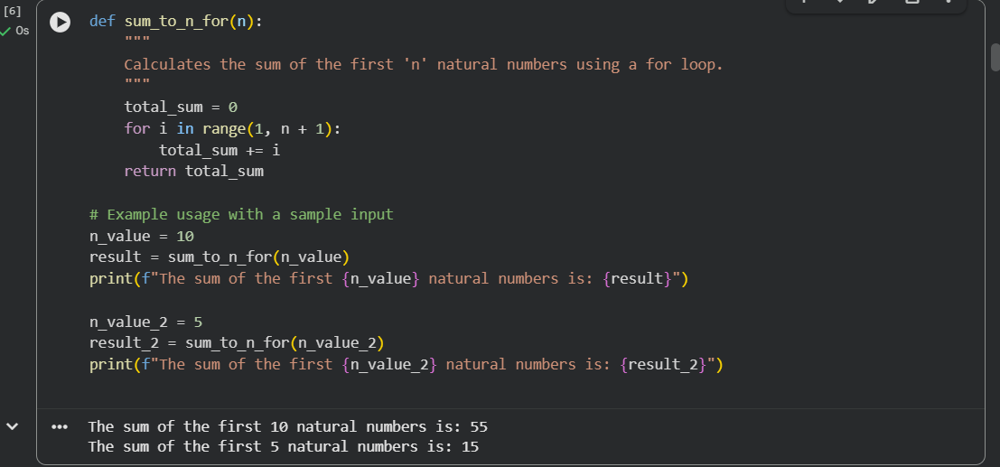 [6]
0s
def sum_to_n_for(n):
    """
    Calculates the sum of the first 'n' natural numbers using a for loop.
    """
    total_sum = 0
    for i in range(1, n + 1):
        total_sum += i
    return total_sum

# Example usage with a sample input
n_value = 10
result = sum_to_n_for(n_value)
print(f"The sum of the first {n_value} natural numbers is: {result}")

n_value_2 = 5
result_2 = sum_to_n_for(n_value_2)
print(f"The sum of the first {n_value_2} natural numbers is: {result_2}")

The sum of the first 10 natural numbers is: 55
The sum of the first 5 natural numbers is: 15